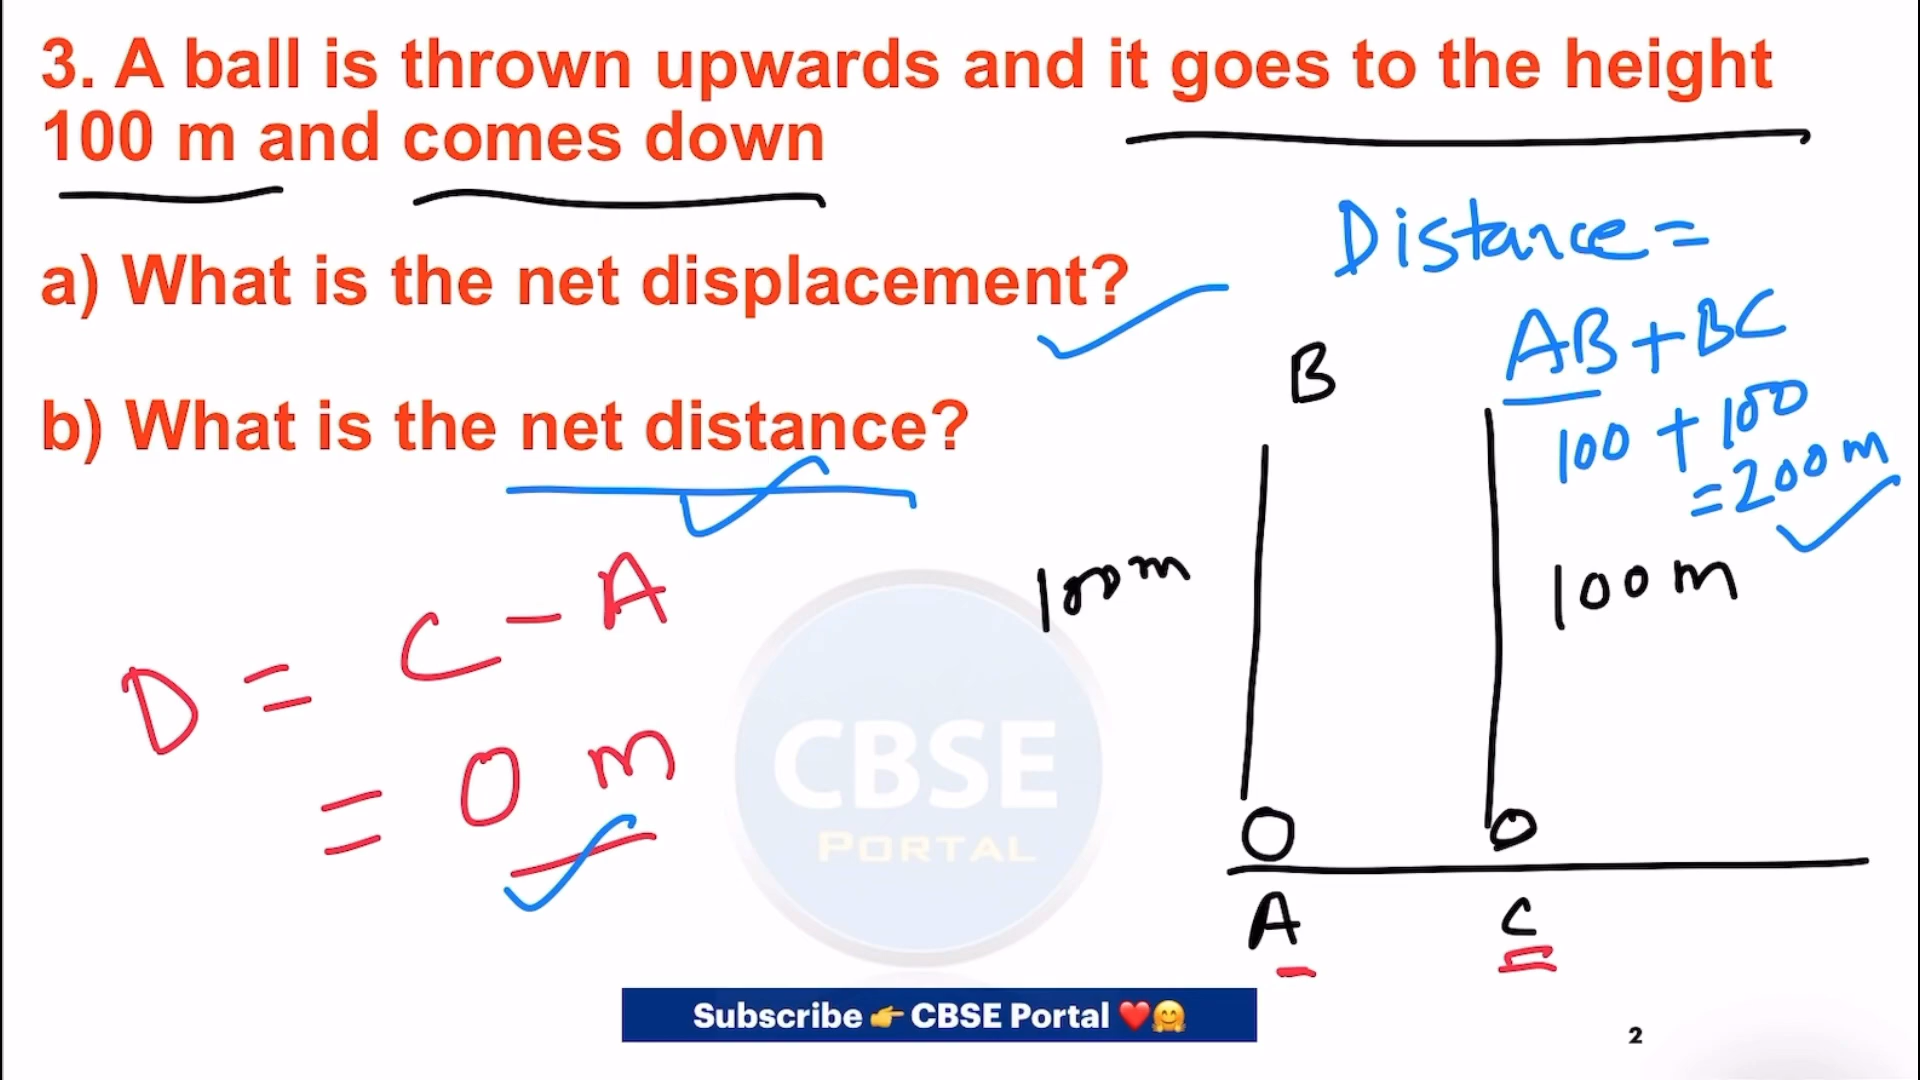 3. A ball is thrown upwards and it goes to the height
100 m and comes down
a) What is the net displacement?
b) What is the net distance?
Distance =
AB + BC
100 + 100
= 200 m
B
100 m
100 m
D = C - A
= 0 m
A
C
CBSE
PORTAL
Subscribe 👉 CBSE Portal ❤️🤗
2